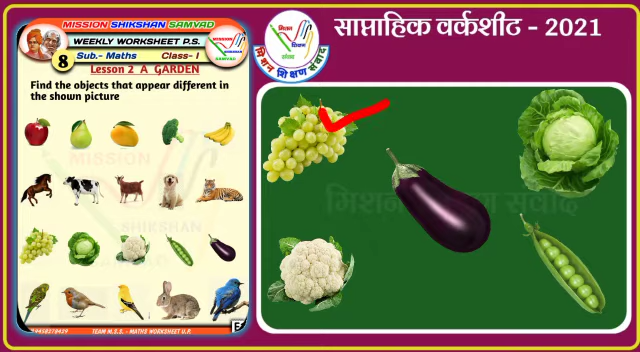 MISSION SHIKSHAN SAMVAD
WEEKLY WORKSHEET P.S.
8 Sub.- Maths Class- I
Lesson 2 A GARDEN
Find the objects that appear different in
the shown picture
MISSION
SHIKSHAN
TEAM M.S.S. - MATHS WORKSHEET U.P.
साप्ताहिक वर्कशीट - 2021
मिशन शिक्षण संवाद